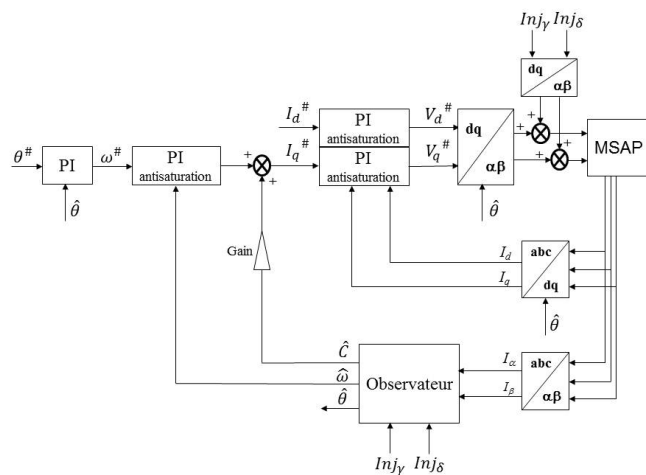 Inj_γ Inj_δ
dq
αβ
I_d^# PI antisaturation V_d^#
dq
αβ
+
+
+
+
MSAP
θ^# PI ω^# PI antisaturation + + I_q^# PI antisaturation V_q^#
θ̂
θ̂
Gain
I_d
I_q
abc
dq
θ̂
Ĉ
ω̂
θ̂
Observateur
I_α
I_β
abc
αβ
Inj_γ Inj_δ